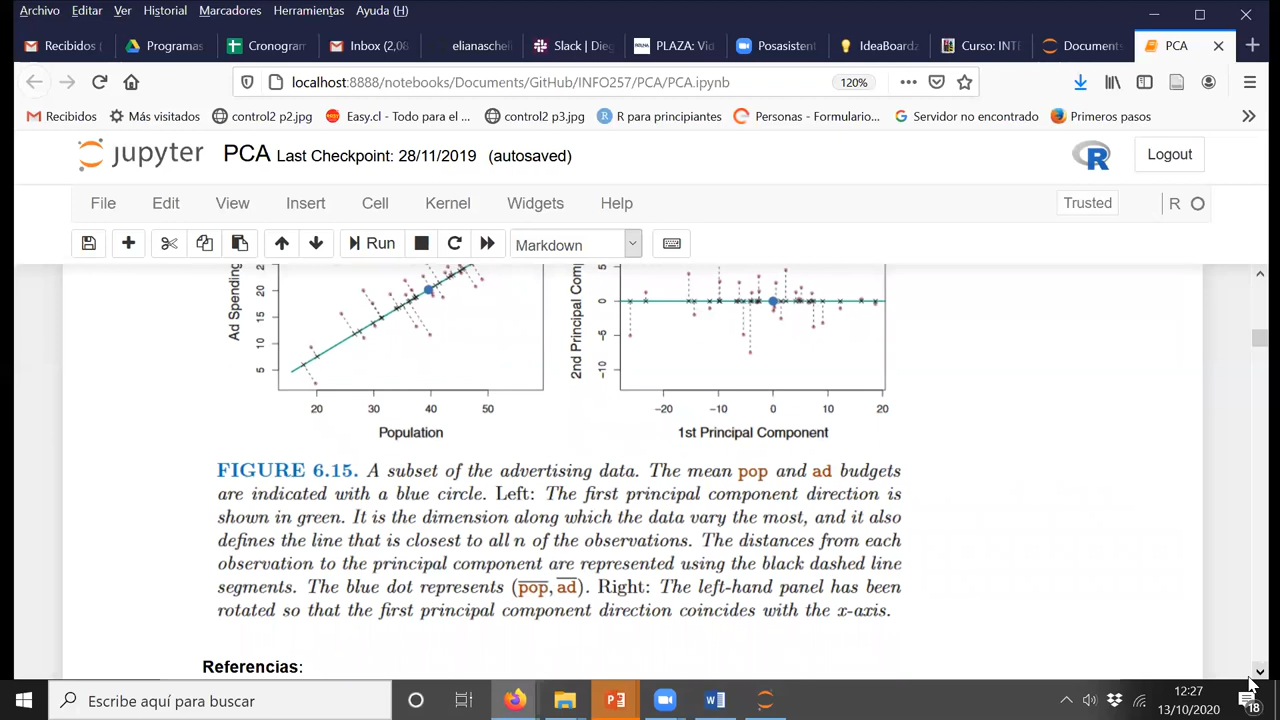 Archivo Editar Ver Historial Marcadores Herramientas Ayuda (H)
Recibidos ( Programas Cronogram Inbox (2,08 elianaschell Slack | Dieg PLAZA: Vid Posasistent IdeaBoardz Curso: INTE Documents PCA
localhost:8888/notebooks/Documents/GitHub/INFO257/PCA/PCA.ipynb 120%
Recibidos Más visitados control2 p2.jpg Easy.cl - Todo para el ... control2 p3.jpg R para principiantes Personas - Formulario... Servidor no encontrado Primeros pasos
jupyter PCA Last Checkpoint: 28/11/2019 (autosaved) Logout
File Edit View Insert Cell Kernel Widgets Help Trusted R
Run Markdown
Ad Spending
20
15
10
5
20 30 40 50
Population
2nd Principal Comp
5
0
−5
−10
−20 −10 0 10 20
1st Principal Component
FIGURE 6.15. A subset of the advertising data. The mean pop and ad budgets
are indicated with a blue circle. Left: The first principal component direction is
shown in green. It is the dimension along which the data vary the most, and it also
defines the line that is closest to all n of the observations. The distances from each
observation to the principal component are represented using the black dashed line
segments. The blue dot represents (pop, ad). Right: The left-hand panel has been
rotated so that the first principal component direction coincides with the x-axis.
Referencias:
Escribe aquí para buscar
12:27
13/10/2020
18